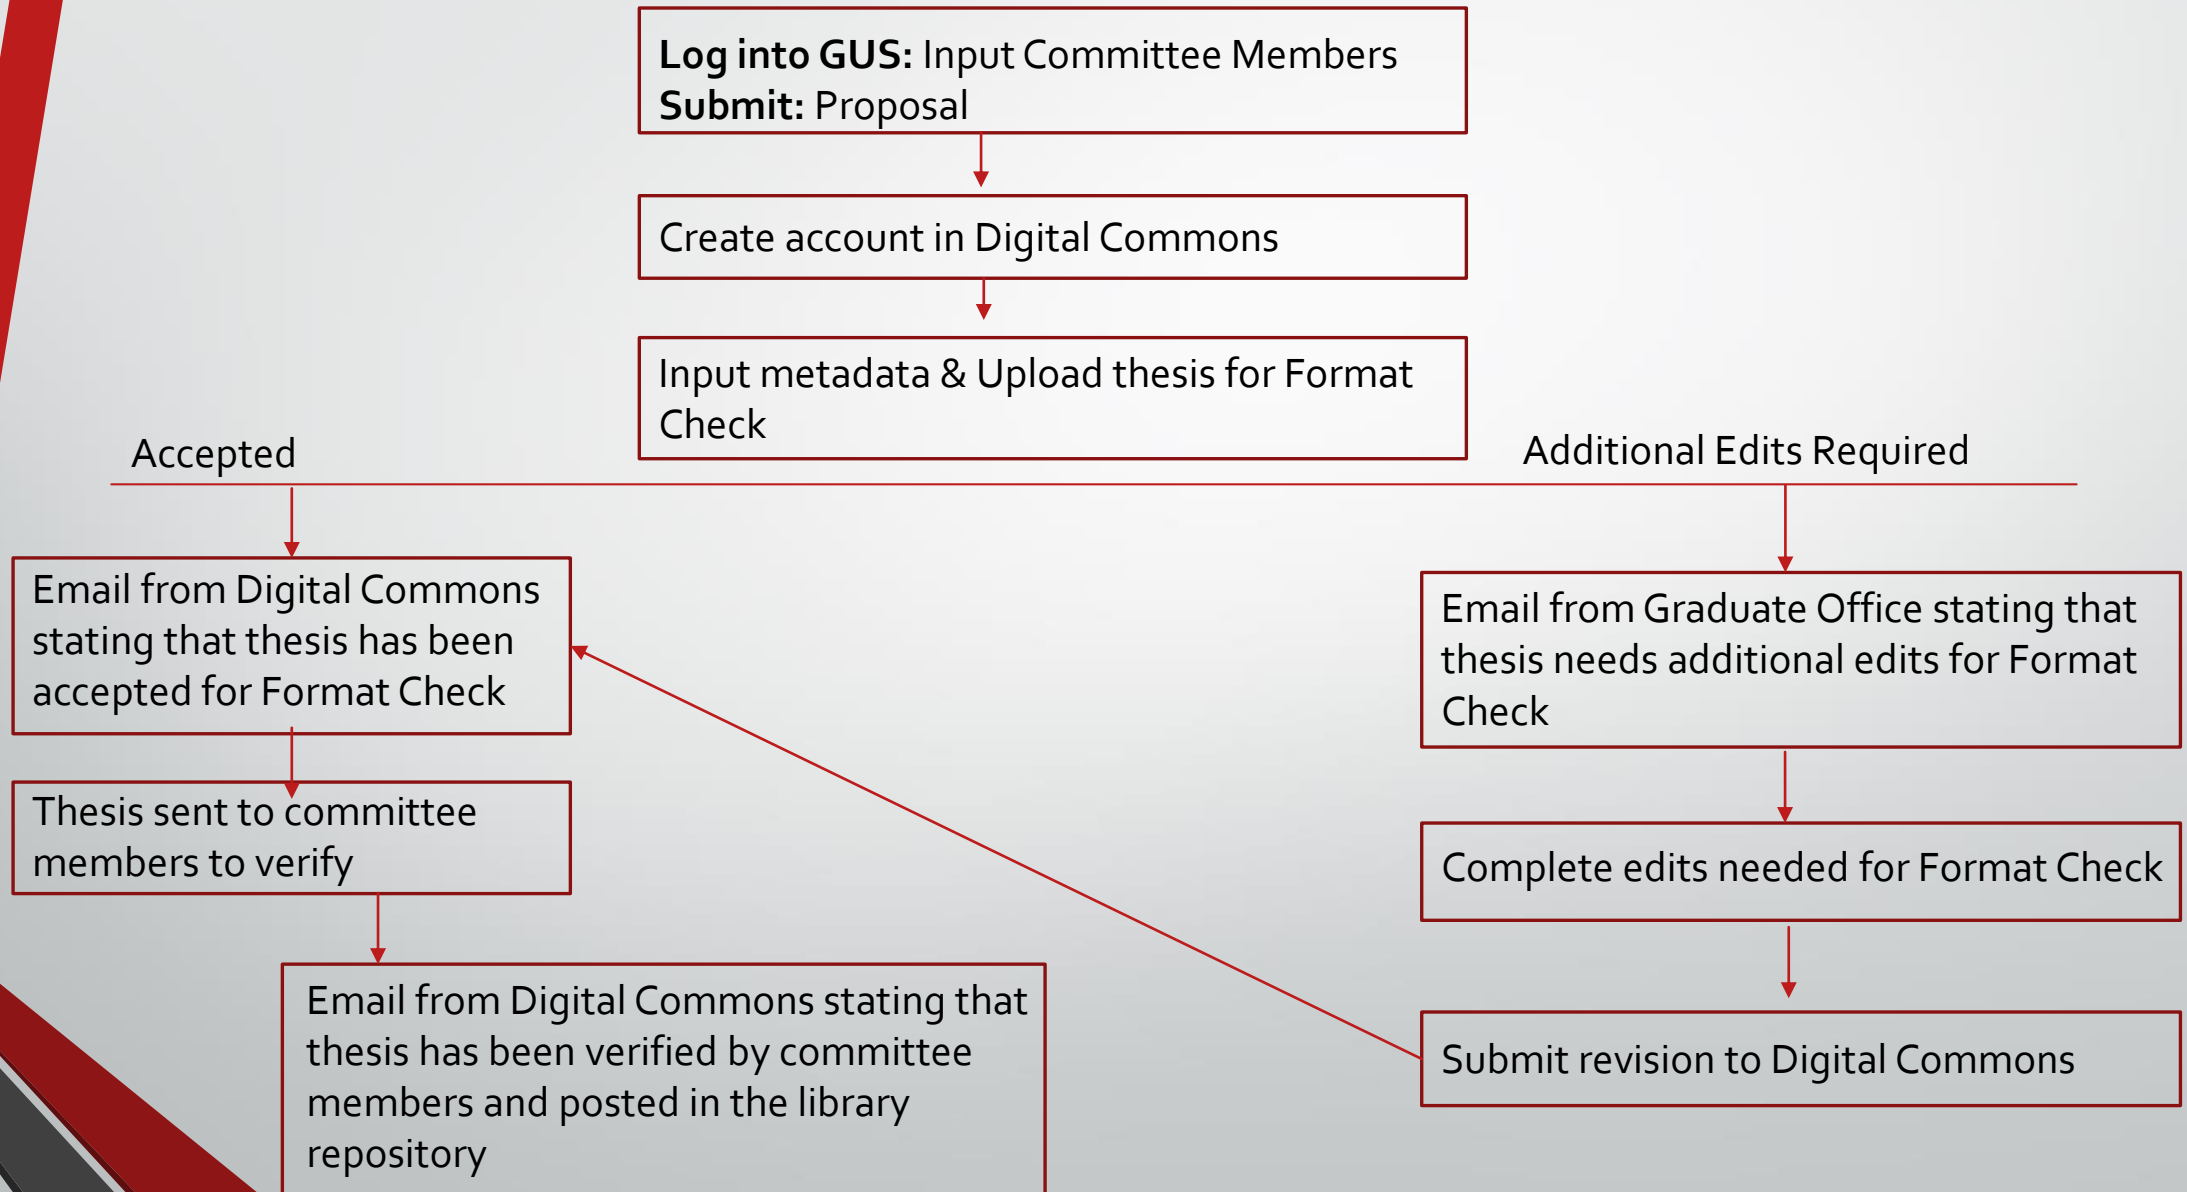 Log into GUS: Input Committee Members
Submit: Proposal
Create account in Digital Commons
Input metadata & Upload thesis for Format
Check
Accepted
Additional Edits Required
Email from Digital Commons
stating that thesis has been
accepted for Format Check
Thesis sent to committee
members to verify
Email from Digital Commons stating that
thesis has been verified by committee
members and posted in the library
repository
Email from Graduate Office stating that
thesis needs additional edits for Format
Check
Complete edits needed for Format Check
Submit revision to Digital Commons